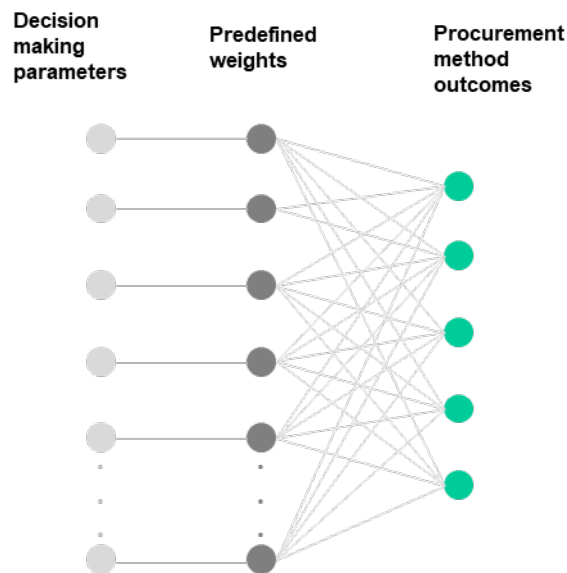 Decision
making
parameters
Predefined
weights
Procurement
method
outcomes